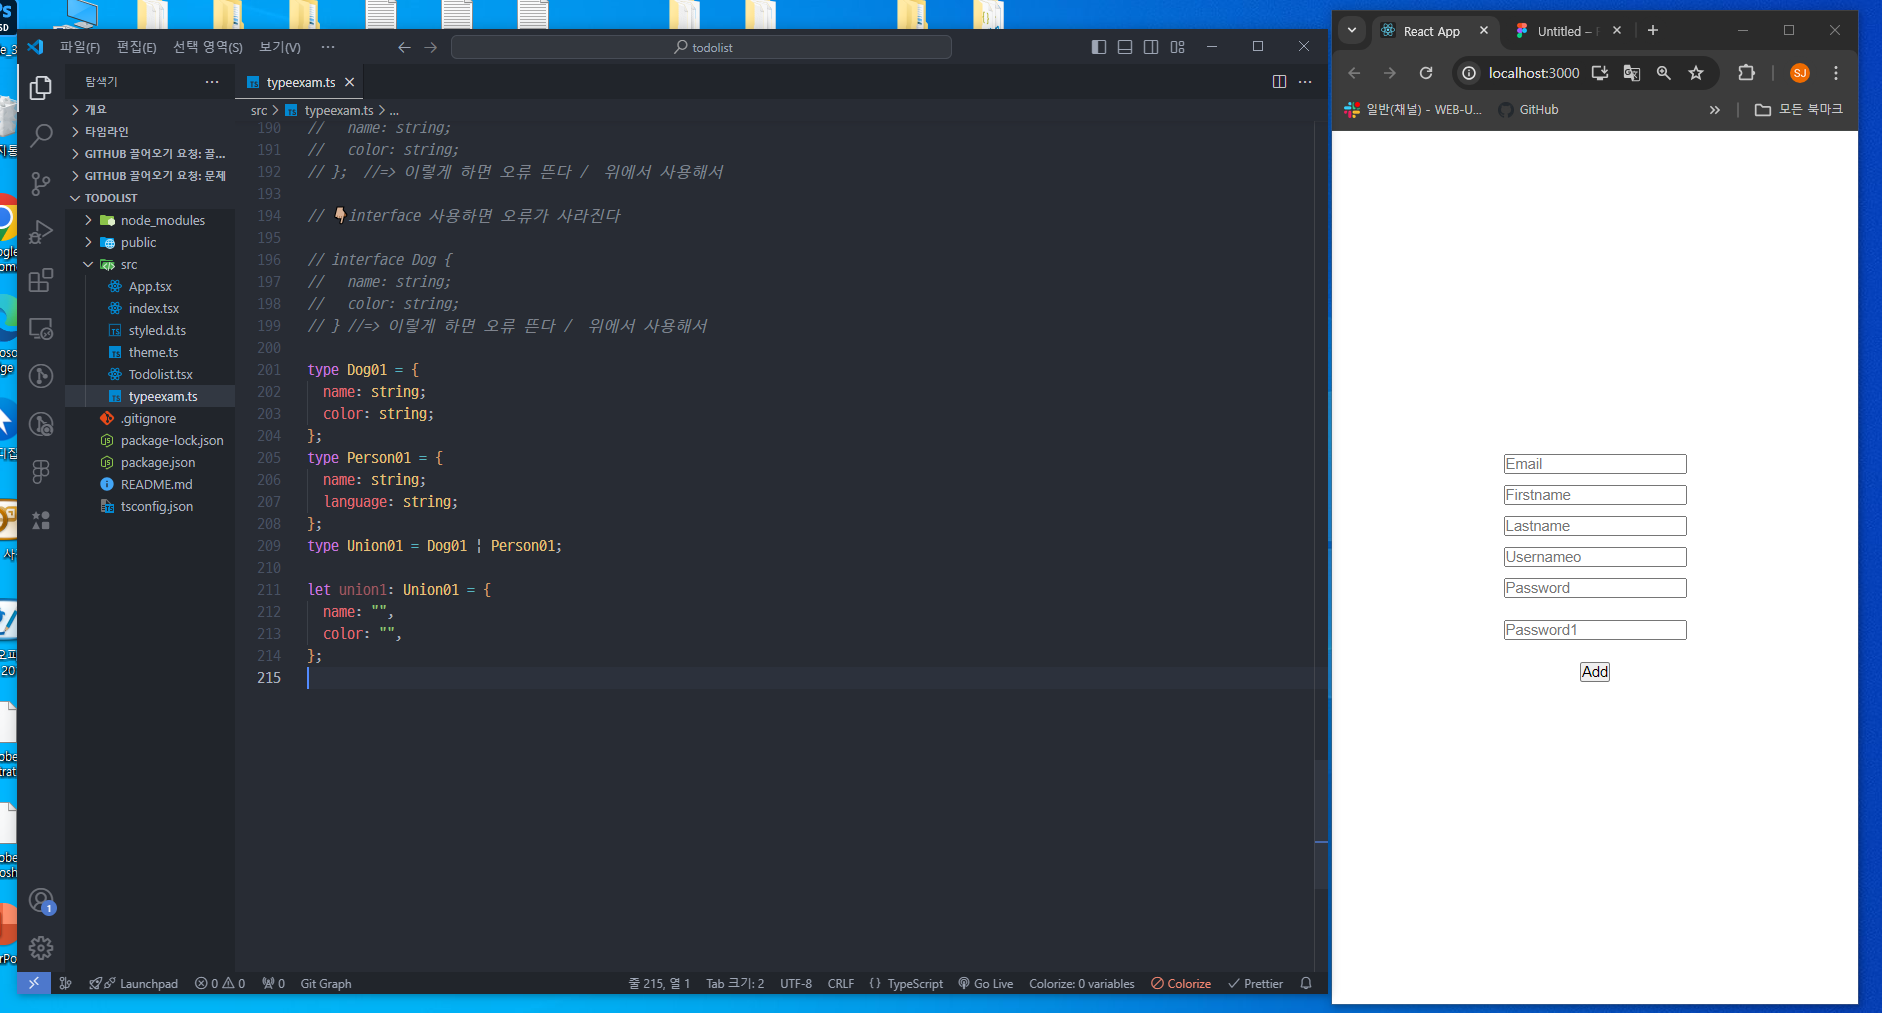 파일(F) 편집(E) 선택 영역(S) 보기(V) ···
todolist
탐색기 ···
개요
타임라인
GITHUB 끌어오기 요청: 끌...
GITHUB 끌어오기 요청: 문제
TODOLIST
node_modules
public
src
App.tsx
index.tsx
styled.d.ts
theme.ts
Todolist.tsx
typeexam.ts
.gitignore
package-lock.json
package.json
README.md
tsconfig.json
typeexam.ts
src > typeexam.ts > ...
190 //   name: string;
191 //   color: string;
192 // };  //=> 이렇게 하면 오류 뜬다 /  위에서 사용해서
193
194 // 👇🏼interface 사용하면 오류가 사라진다
195
196 // interface Dog {
197 //   name: string;
198 //   color: string;
199 // } //=> 이렇게 하면 오류 뜬다 /  위에서 사용해서
200
201 type Dog01 = {
202   name: string;
203   color: string;
204 };
205 type Person01 = {
206   name: string;
207   language: string;
208 };
209 type Union01 = Dog01 | Person01;
210
211 let union1: Union01 = {
212   name: "",
213   color: "",
214 };
215
1
Launchpad 0 0 0 Git Graph
줄 215, 열 1 Tab 크기: 2 UTF-8 CRLF {} TypeScript Go Live Colorize: 0 variables Colorize Prettier
React App
Untitled –
localhost:3000
SJ
일반(채널) - WEB-U... GitHub » 모든 북마크
Email
Firstname
Lastname
Usernameo
Password
Password1
Add